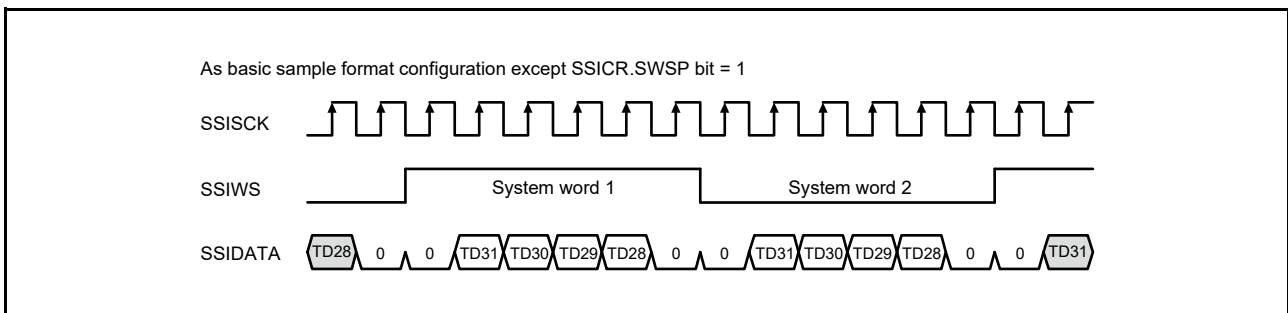 As basic sample format configuration except SSICR.SWSP bit = 1
SSISCK
SSIWS System word 1 System word 2
SSIDATA TD28 0 0 TD31 TD30 TD29 TD28 0 0 TD31 TD30 TD29 TD28 0 0 TD31